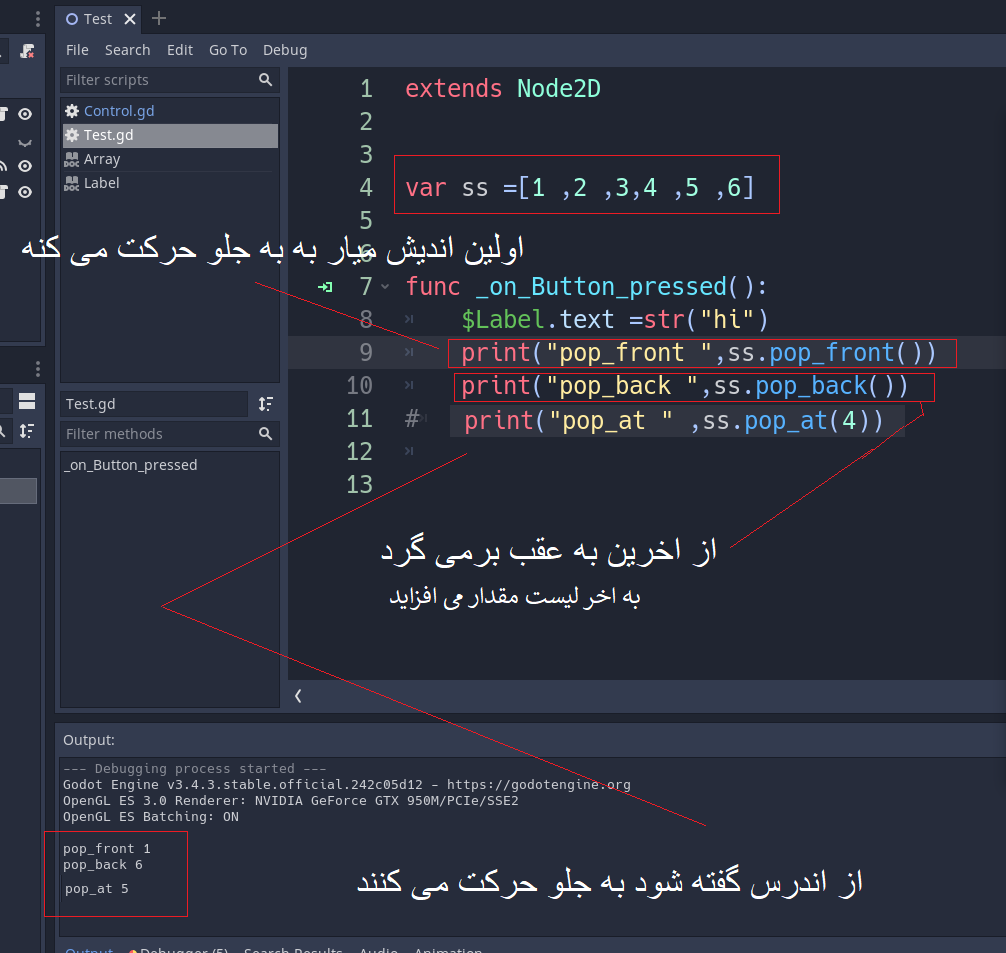 Test
File Search Edit Go To Debug
Filter scripts
Control.gd
Test.gd
Array
Label
Test.gd
Filter methods
_on_Button_pressed
1 extends Node2D
2
3
4 var ss =[1 ,2 ,3,4 ,5 ,6]
5
6
اولین اندیش میار به به جلو حرکت می کنه
7 func _on_Button_pressed():
8 $Label.text =str("hi")
9 print("pop_front ",ss.pop_front())
10 print("pop_back ",ss.pop_back())
11 # print("pop_at " ,ss.pop_at(4))
12
13
از اخرین به عقب برمی گرد
به اخر لیست مقدار می افزاید
Output:
--- Debugging process started ---
Godot Engine v3.4.3.stable.official.242c05d12 - https://godotengine.org
OpenGL ES 3.0 Renderer: NVIDIA GeForce GTX 950M/PCIe/SSE2
OpenGL ES Batching: ON
pop_front 1
pop_back 6
pop_at 5
از اندرس گفته شود به جلو حرکت می کنند
Output Debugger (5) Search Results Audio Animation